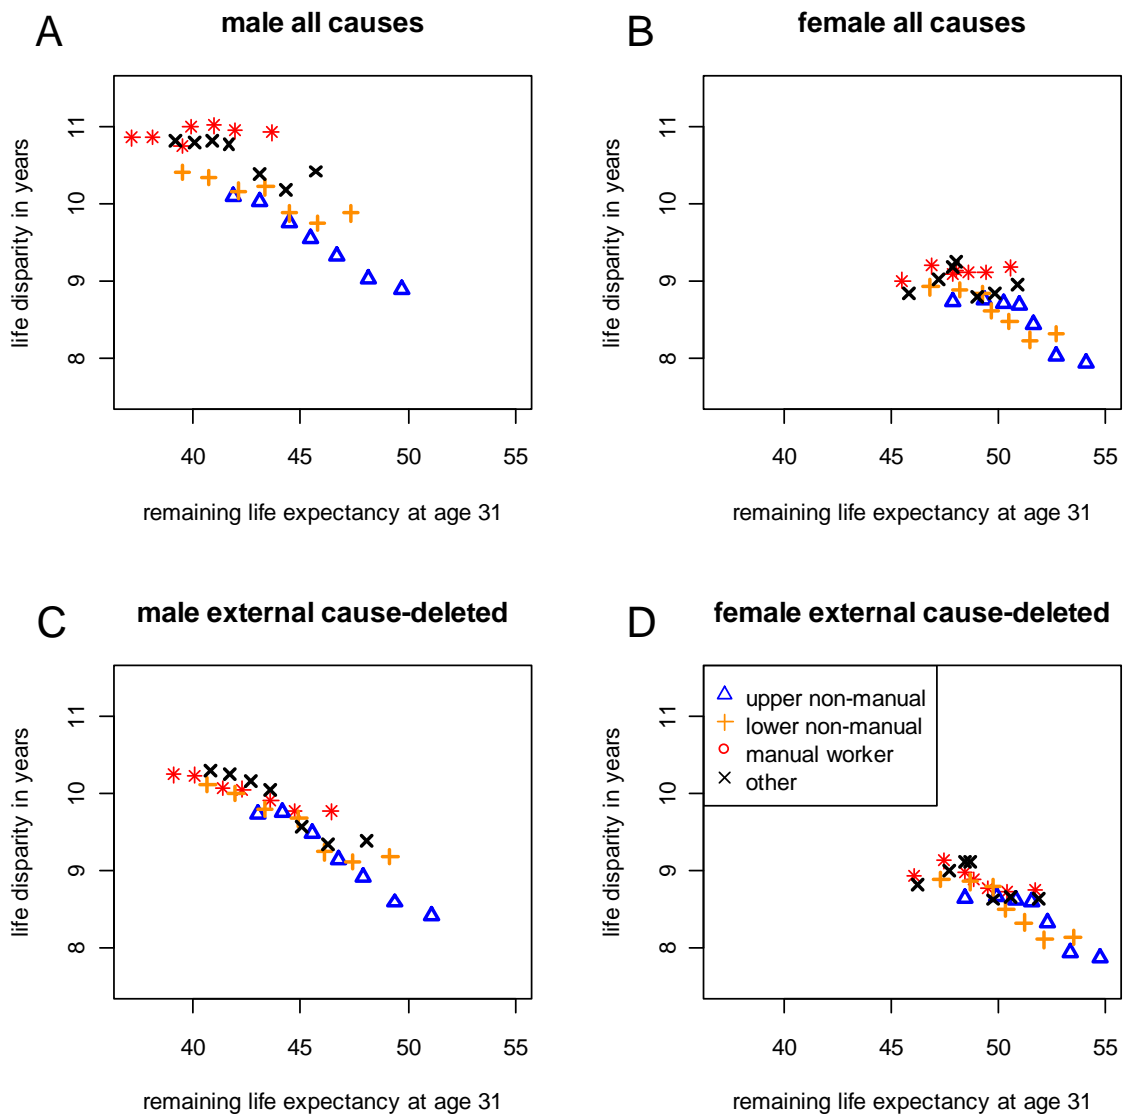 A
male all causes
life disparity in years
11
10
9
8
40 45 50 55
remaining life expectancy at age 31
B
female all causes
life disparity in years
11
10
9
8
40 45 50 55
remaining life expectancy at age 31
C
male external cause-deleted
life disparity in years
11
10
9
8
40 45 50 55
remaining life expectancy at age 31
D
female external cause-deleted
life disparity in years
11
10
9
8
upper non-manual
lower non-manual
manual worker
other
40 45 50 55
remaining life expectancy at age 31